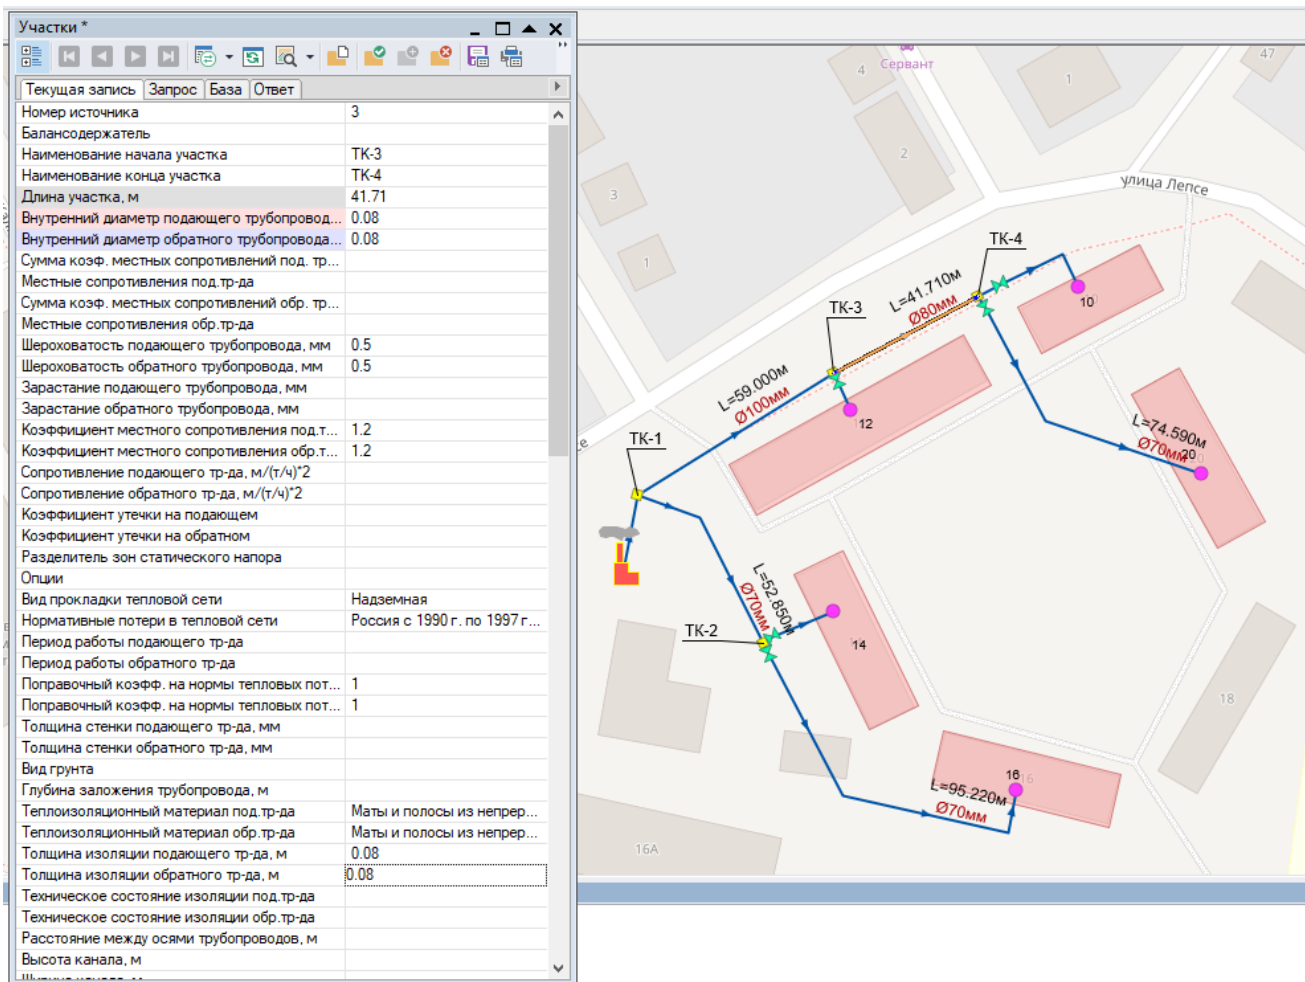 Участки *
Текущая запись Запрос База Ответ
Номер источника 3
Балансодержатель
Наименование начала участка ТК-3
Наименование конца участка ТК-4
Длина участка, м 41.71
Внутренний диаметр подающего трубопровод... 0.08
Внутренний диаметр обратного трубопровода... 0.08
Сумма коэф. местных сопротивлений под. тр...
Местные сопротивления под.тр-да
Сумма коэф. местных сопротивлений обр. тр...
Местные сопротивления обр.тр-да
Шероховатость подающего трубопровода, мм 0.5
Шероховатость обратного трубопровода, мм 0.5
Зарастание подающего трубопровода, мм
Зарастание обратного трубопровода, мм
Коэффициент местного сопротивления под.т... 1.2
Коэффициент местного сопротивления обр.т... 1.2
Сопротивление подающего тр-да, м/(т/ч)*2
Сопротивление обратного тр-да, м/(т/ч)*2
Коэффициент утечки на подающем
Коэффициент утечки на обратном
Разделитель зон статического напора
Опции
Вид прокладки тепловой сети Надземная
Нормативные потери в тепловой сети Россия с 1990 г. по 1997 г...
Период работы подающего тр-да
Период работы обратного тр-да
Поправочный коэфф. на нормы тепловых пот... 1
Поправочный коэфф. на нормы тепловых пот... 1
Толщина стенки подающего тр-да, мм
Толщина стенки обратного тр-да, мм
Вид грунта
Глубина заложения трубопровода, м
Теплоизоляционный материал под.тр-да Маты и полосы из непрер...
Теплоизоляционный материал обр.тр-да Маты и полосы из непрер...
Толщина изоляции подающего тр-да, м 0.08
Толщина изоляции обратного тр-да, м 0.08
Техническое состояние изоляции под.тр-да
Техническое состояние изоляции обр.тр-да
Расстояние между осями трубопроводов, м
Высота канала, м
Сервант
47
4
1
2
3
1
улица Лепсе
ТК-4
ТК-3
L=41.710м
Ø80мм
10
L=59.000м
Ø100мм
12
ТК-1
L=74.590м
Ø70мм
20
L=52.850м
Ø70мм
ТК-2
14
18
16
16
L=95.220м
Ø70мм
16А